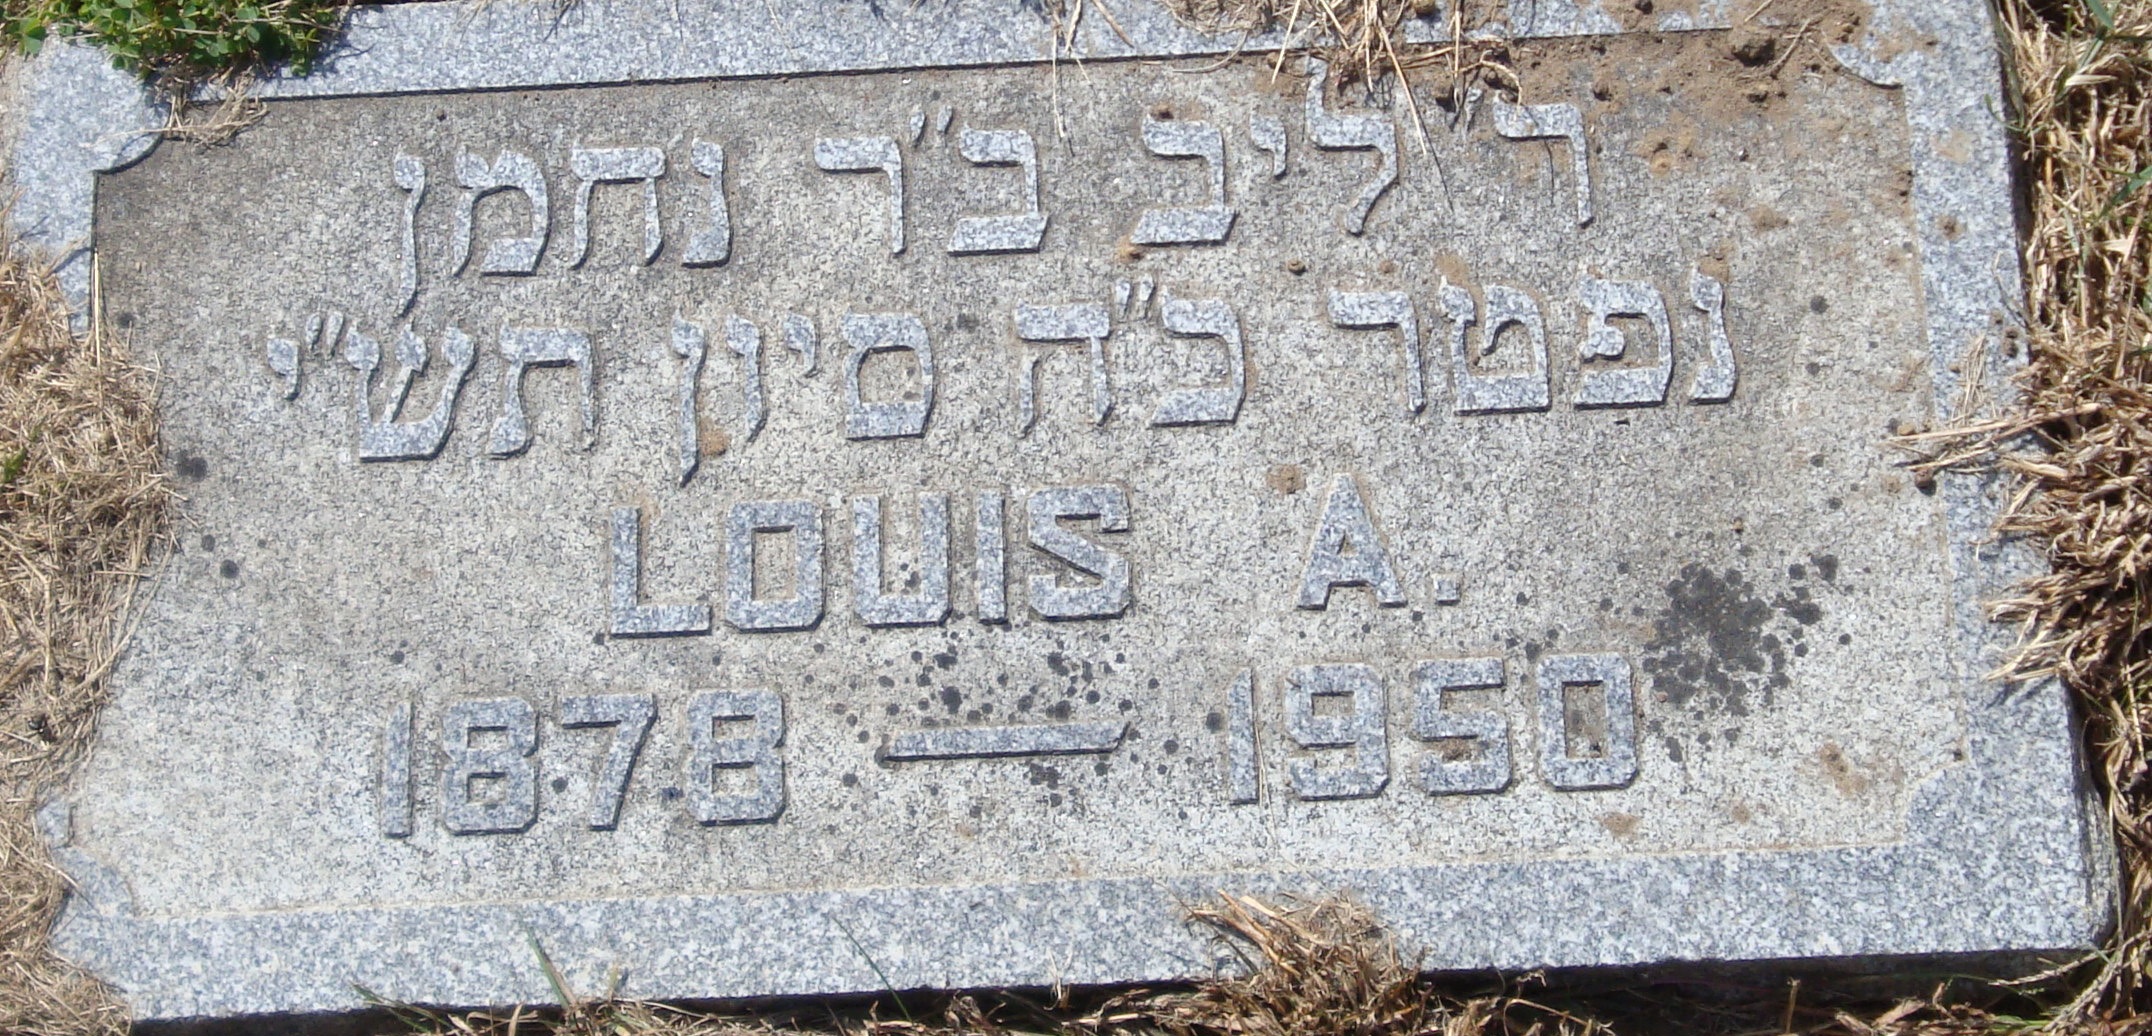 ר' ליב ב"ר נחמן
נפטר כ"ה סיון תש"י
LOUIS A.
1878 — 1950